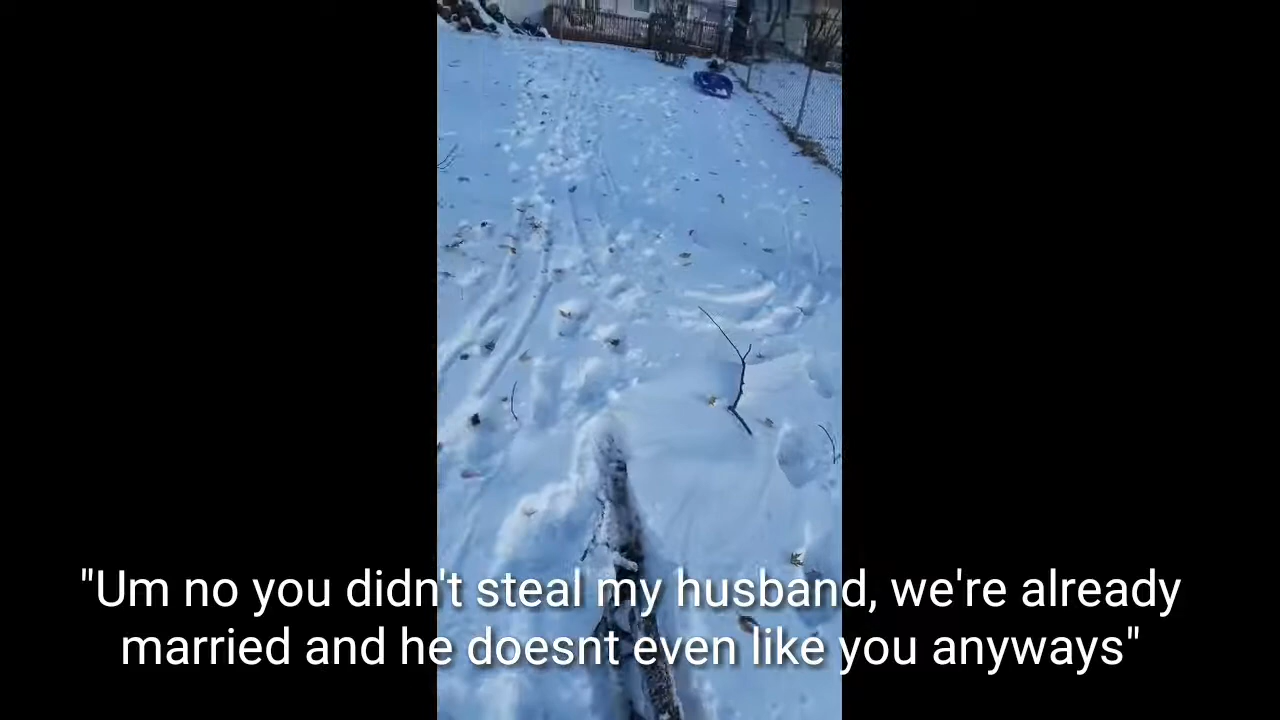 "Um no you didn't steal my husband, we're already
married and he doesnt even like you anyways"